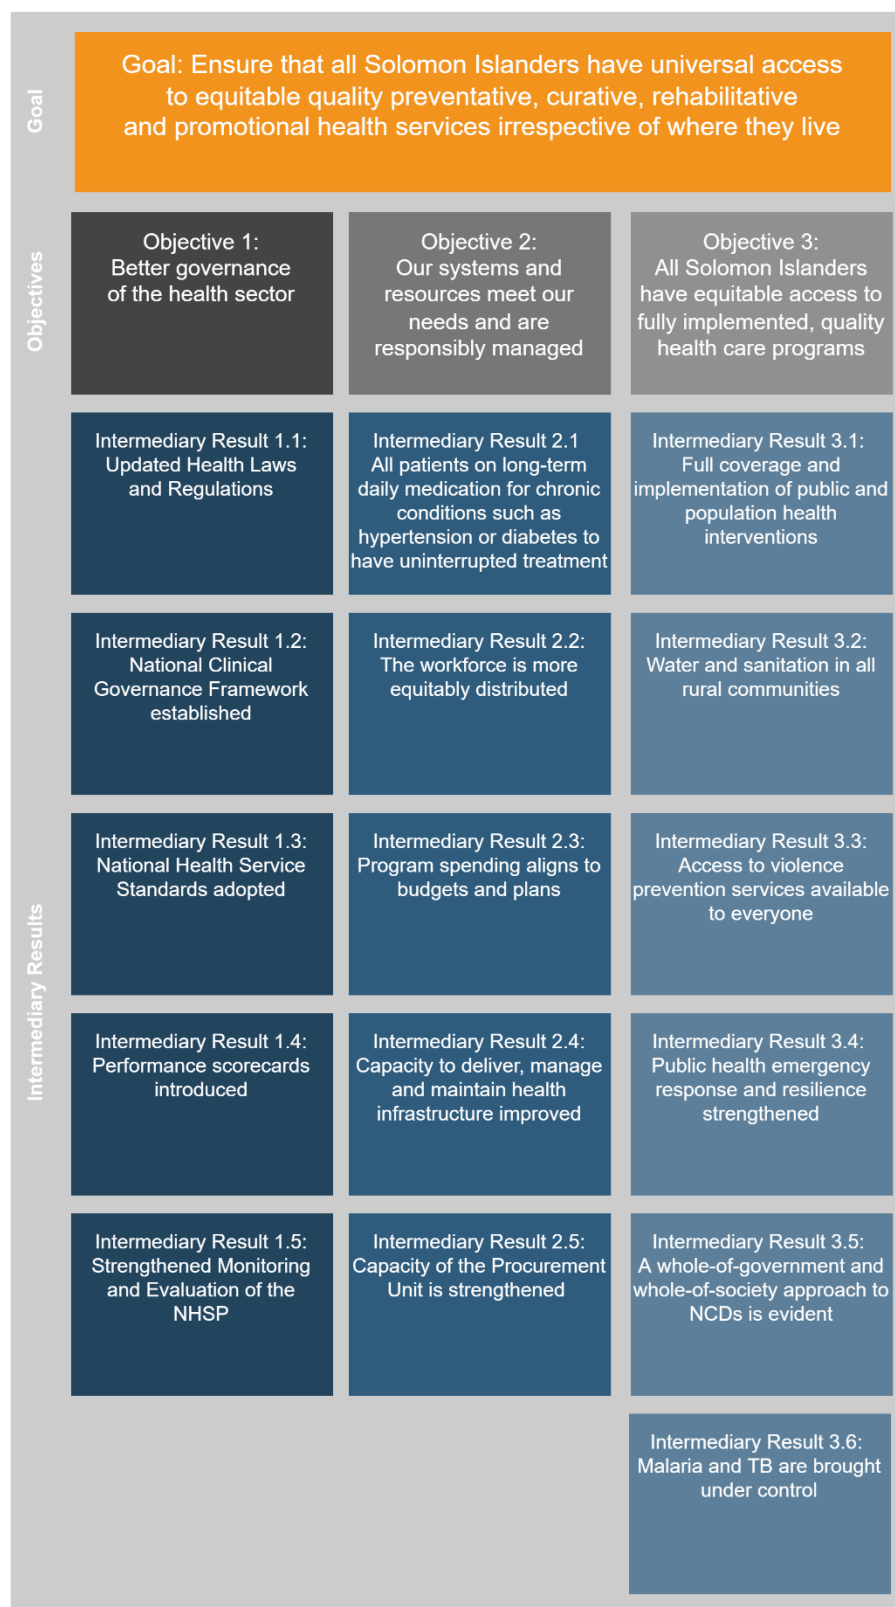 Goal
Goal: Ensure that all Solomon Islanders have universal access
to equitable quality preventative, curative, rehabilitative
and promotional health services irrespective of where they live
Objectives
Objective 1:
Better governance
of the health sector
Objective 2:
Our systems and
resources meet our
needs and are
responsibly managed
Objective 3:
All Solomon Islanders
have equitable access to
fully implemented, quality
health care programs
Intermediary Results
Intermediary Result 1.1:
Updated Health Laws
and Regulations
Intermediary Result 2.1
All patients on long-term
daily medication for chronic
conditions such as
hypertension or diabetes to
have uninterrupted treatment
Intermediary Result 3.1:
Full coverage and
implementation of public and
population health
interventions
Intermediary Result 1.2:
National Clinical
Governance Framework
established
Intermediary Result 2.2:
The workforce is more
equitably distributed
Intermediary Result 3.2:
Water and sanitation in all
rural communities
Intermediary Result 1.3:
National Health Service
Standards adopted
Intermediary Result 2.3:
Program spending aligns to
budgets and plans
Intermediary Result 3.3:
Access to violence
prevention services available
to everyone
Intermediary Result 1.4:
Performance scorecards
introduced
Intermediary Result 2.4:
Capacity to deliver, manage
and maintain health
infrastructure improved
Intermediary Result 3.4:
Public health emergency
response and resilience
strengthened
Intermediary Result 1.5:
Strengthened Monitoring
and Evaluation of the
NHSP
Intermediary Result 2.5:
Capacity of the Procurement
Unit is strengthened
Intermediary Result 3.5:
A whole-of-government and
whole-of-society approach to
NCDs is evident
Intermediary Result 3.6:
Malaria and TB are brought
under control